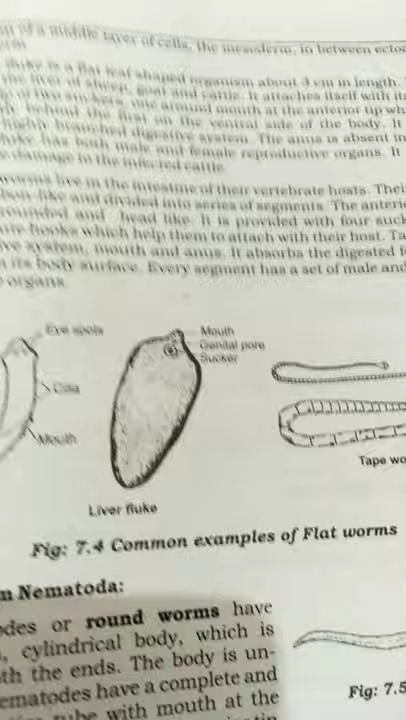 of a middle layer of cells, the mesoderm, in between ectod
fluke is a flat leaf shaped organism about 3 cm in length.
the liver of sheep, goat and cattle. It attaches itself with its
of two suckers, one around mouth at the anterior tip wh
behind the first on the ventral side of the body. It
highly branched digestive system. The anus is absent in
fluke has both male and female reproductive organs. It
damage to the infected cattle.
worms live in the intestine of their vertebrate hosts. Thei
bon-like and divided into series of segments. The anteri
rounded and head like. It is provided with four suck
hooks which help them to attach with their host. Ta
ve system, mouth and anus. It absorbs the digested f
its body surface. Every segment has a set of male and
organs.
Eye spots
Mouth
Genital pore
Sucker
Cilia
Mouth
Tape wo
Liver fluke
Fig: 7.4 Common examples of Flat worms
m Nematoda:
odes or round worms have
, cylindrical body, which is
th the ends. The body is un-
ematodes have a complete and
tube with mouth at the
Fig: 7.5